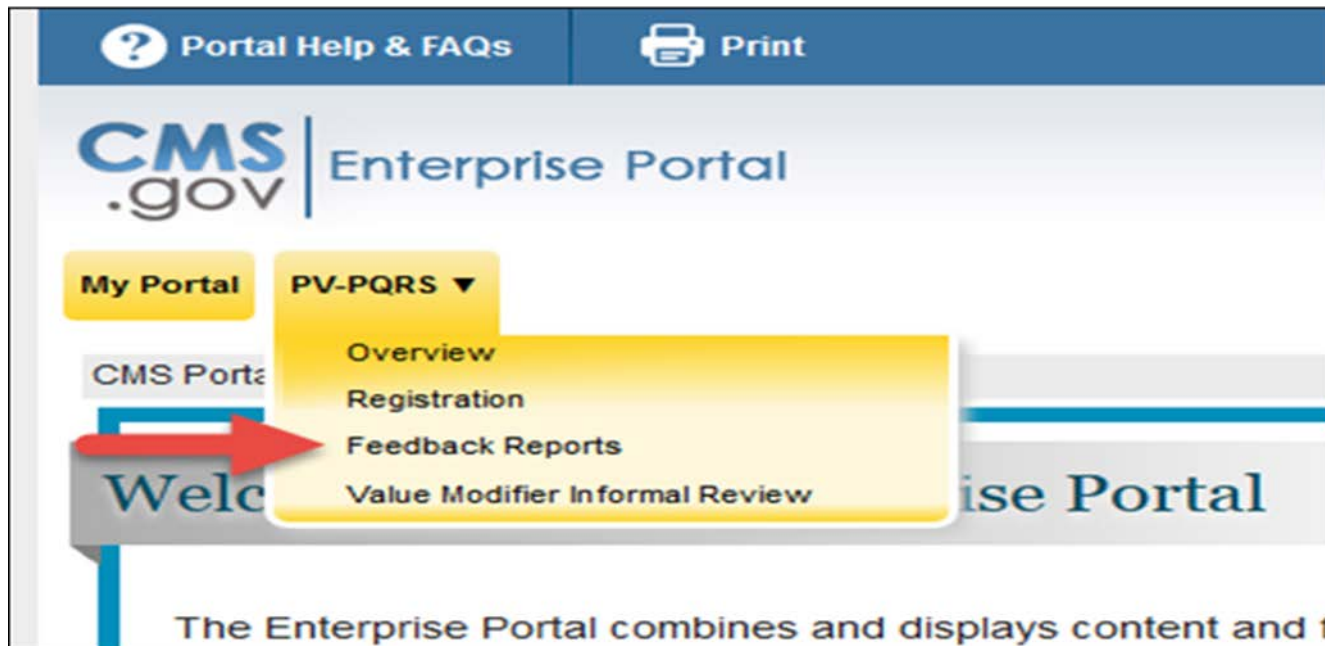 ? Portal Help & FAQs Print
CMS .gov Enterprise Portal
My Portal PV-PQRS ▼
Overview
CMS Porta
Registration
Feedback Reports
Value Modifier Informal Review
Welc ise Portal
The Enterprise Portal combines and displays content and f